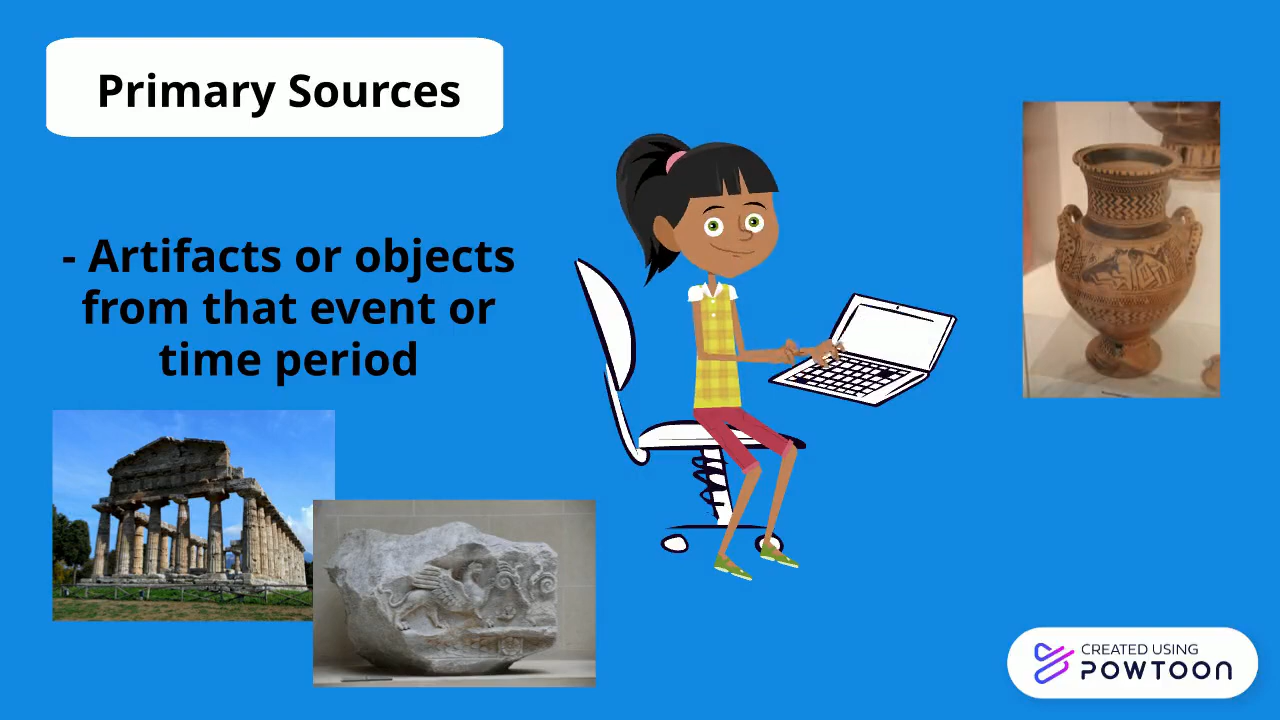 Primary Sources
- Artifacts or objects
from that event or
time period
CREATED USING
POWTOON